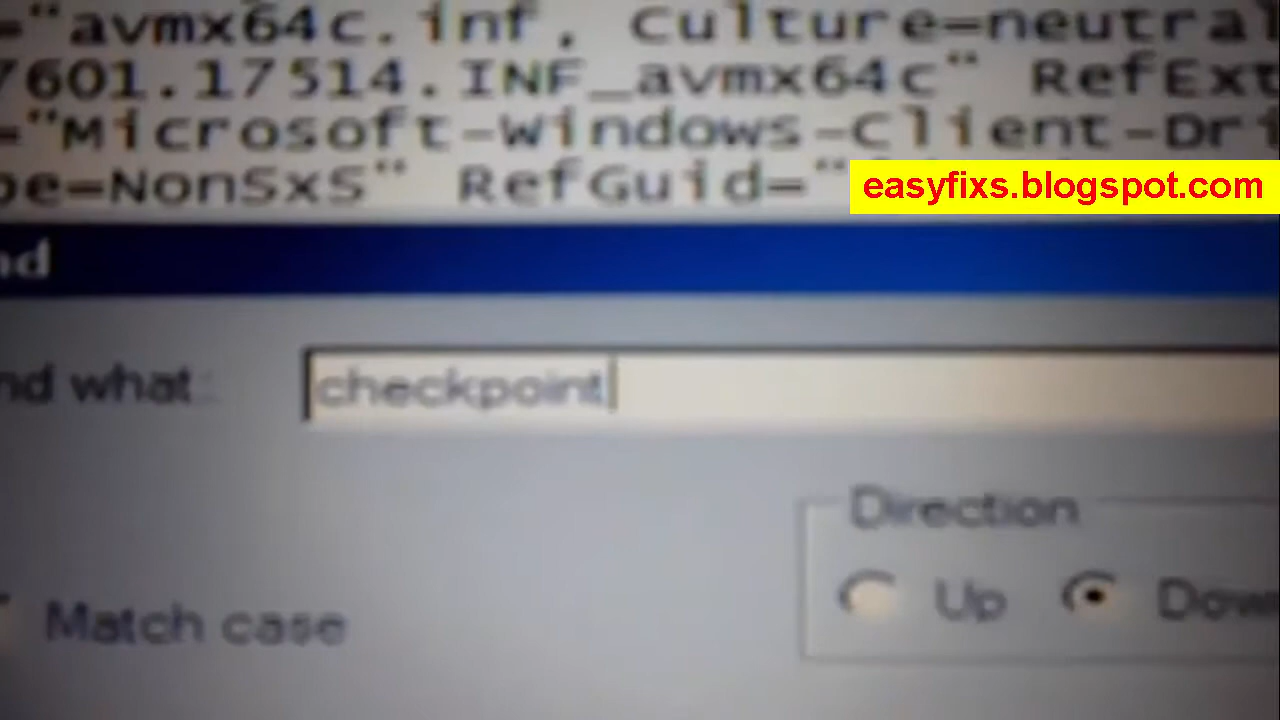 ="avmx64c.inf, Culture=neutral
7601.17514.INF_avmx64c" RefExt
="Microsoft-Windows-Client-Dri
pe=NonSxS" RefGuid="
easyfixs.blogspot.com
nd
nd what:
checkpoint
Direction
Up
Down
Match case